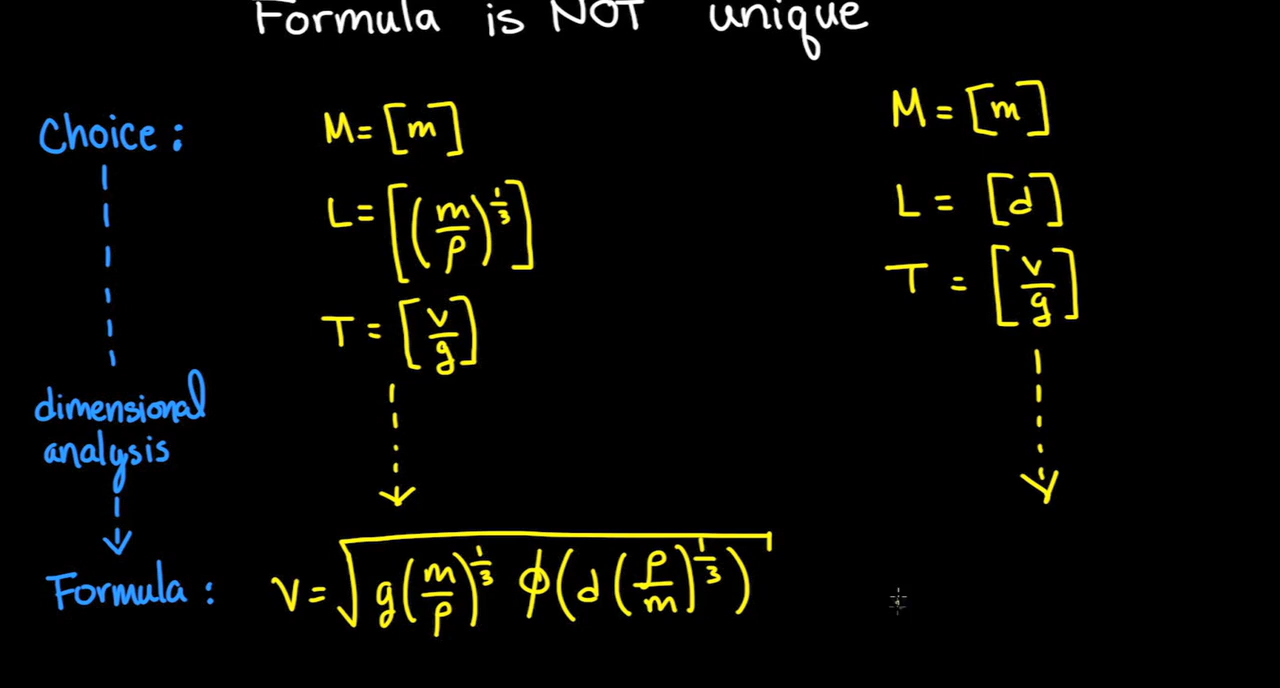 Formula is NOT unique
Choice :
M = [m]
L = [(m/ρ)^{1/3}]
T = [v/g]
M = [m]
L = [d]
T = [v/g]
dimensional
analysis
Formula : V = √(g(m/ρ)^{1/3} ϕ(d(ρ/m)^{1/3}))